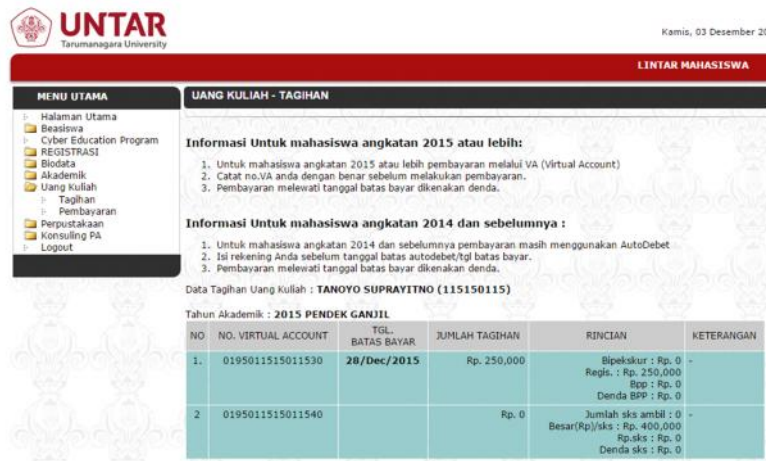 UNTAR
Tarumanagara University
Kamis, 03 Desember 20
LINTAR MAHASISWA
MENU UTAMA
Halaman Utama
Beasiswa
Cyber Education Program
REGISTRASI
Biodata
Akademik
Uang Kuliah
Tagihan
Pembayaran
Perpustakaan
Konsuling PA
Logout
UANG KULIAH - TAGIHAN
Informasi Untuk mahasiswa angkatan 2015 atau lebih:
1. Untuk mahasiswa angkatan 2015 atau lebih pembayaran melalui VA (Virtual Account)
2. Catat no.VA anda dengan benar sebelum melakukan pembayaran.
3. Pembayaran melewati tanggal batas bayar dikenakan denda.
Informasi Untuk mahasiswa angkatan 2014 dan sebelumnya :
1. Untuk mahasiswa angkatan 2014 dan sebelumnya pembayaran masih menggunakan AutoDebet
2. Isi rekening Anda sebelum tanggal batas autodebet/tgl batas bayar.
3. Pembayaran melewati tanggal batas bayar dikenakan denda.
Data Tagihan Uang Kuliah : TANOYO SUPRAYITNO (115150115)
Tahun Akademik : 2015 PENDEK GANJIL
NO NO. VIRTUAL ACCOUNT TGL. BATAS BAYAR JUMLAH TAGIHAN RINCIAN KETERANGAN
1. 0195011515011530 28/Dec/2015 Rp. 250,000 Bipekskur : Rp. 0 -
Regis. : Rp. 250,000
Bpp : Rp. 0
Denda BPP : Rp. 0
2 0195011515011540 Rp. 0 Jumlah sks ambil : 0 -
Besar(Rp)/sks : Rp. 400,000
Rp.sks : Rp. 0
Denda sks : Rp. 0